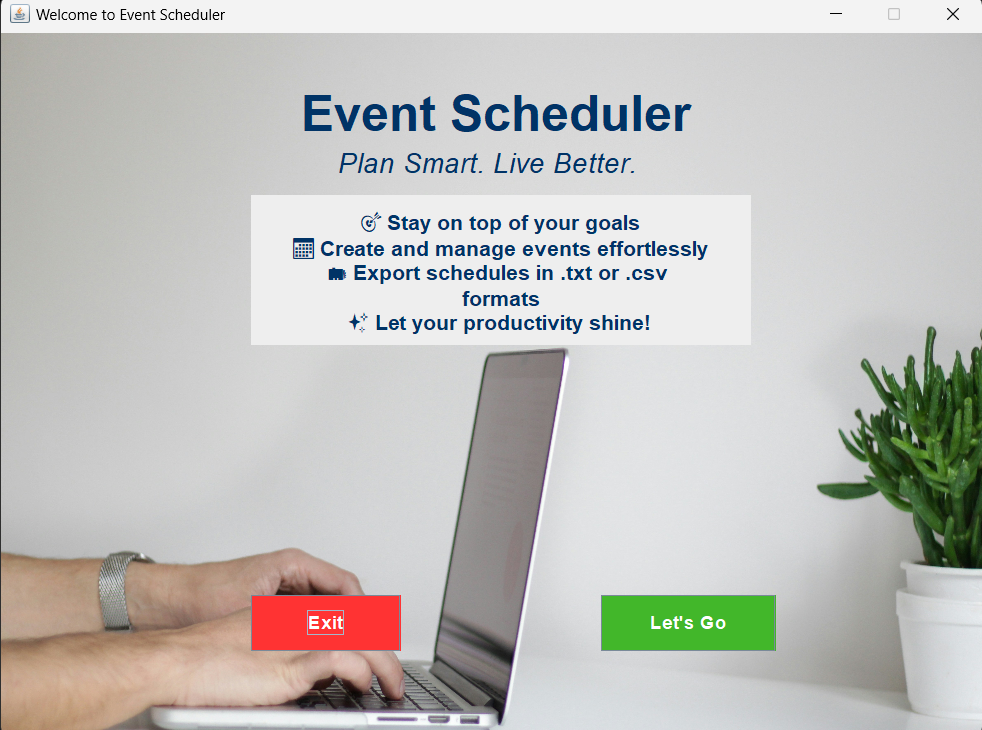 Welcome to Event Scheduler
Event Scheduler
Plan Smart. Live Better.
Stay on top of your goals
Create and manage events effortlessly
Export schedules in .txt or .csv
formats
Let your productivity shine!
Exit
Let's Go